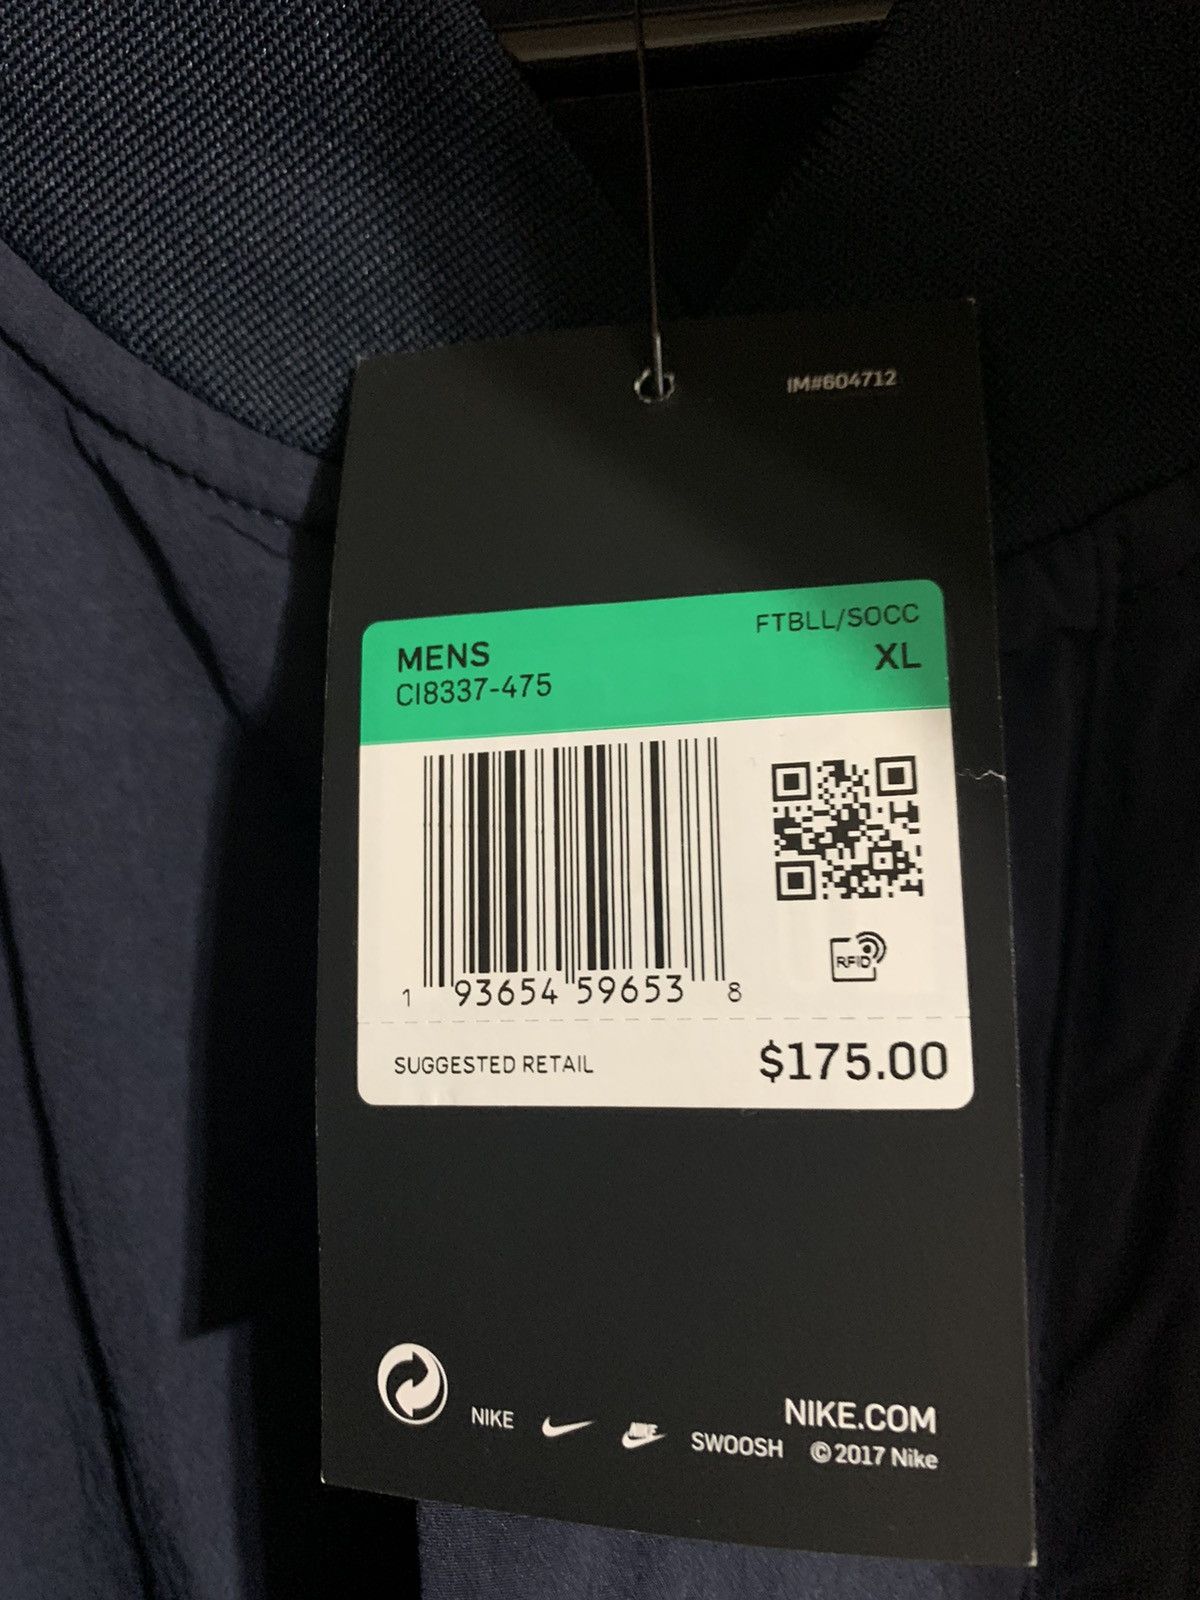 IM#604712
FTBLL/SOCC
MENS XL
CI8337-475
RFID
1 93654 59653 8
SUGGESTED RETAIL $175.00
NIKE NIKE SWOOSH NIKE.COM
©2017 Nike